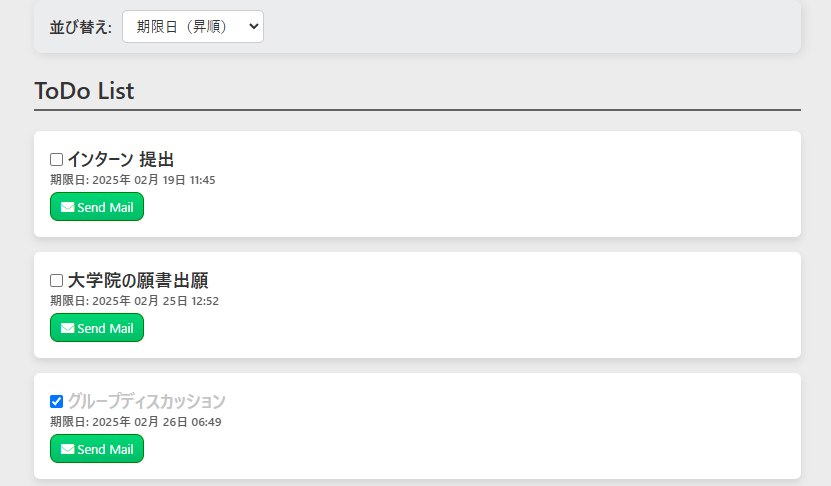 並び替え: 期限日（昇順）
ToDo List
インターン 提出
期限日: 2025年 02月 19日 11:45
Send Mail
大学院の願書出願
期限日: 2025年 02月 25日 12:52
Send Mail
グループディスカッション
期限日: 2025年 02月 26日 06:49
Send Mail